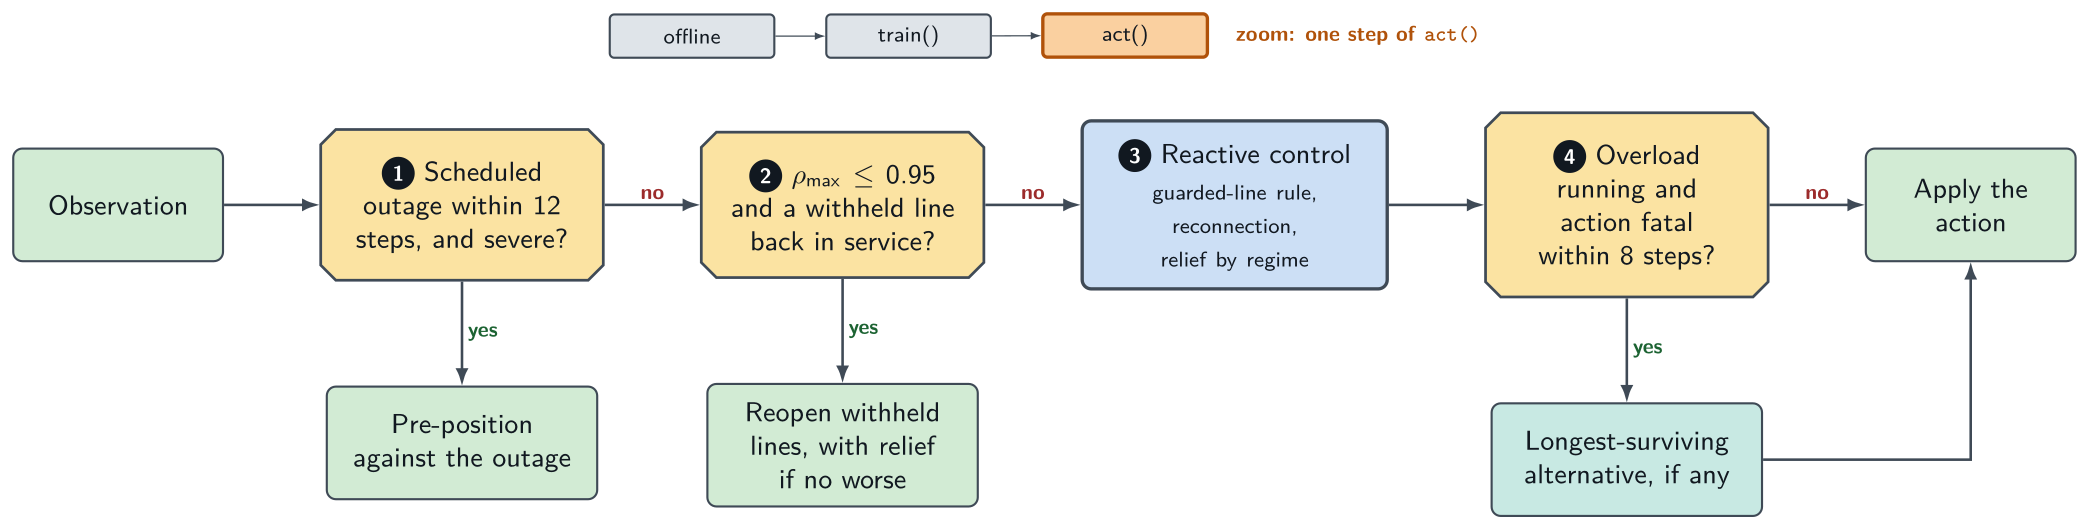 offline
train()
act()
zoom: one step of act()
Observation
1 Scheduled
outage within 12
steps, and severe?
no
2 ρmax ≤ 0.95
and a withheld line
back in service?
no
3 Reactive control
guarded-line rule,
reconnection,
relief by regime
4 Overload
running and
action fatal
within 8 steps?
no
Apply the
action
yes
Pre-position
against the outage
yes
Reopen withheld
lines, with relief
if no worse
yes
Longest-surviving
alternative, if any